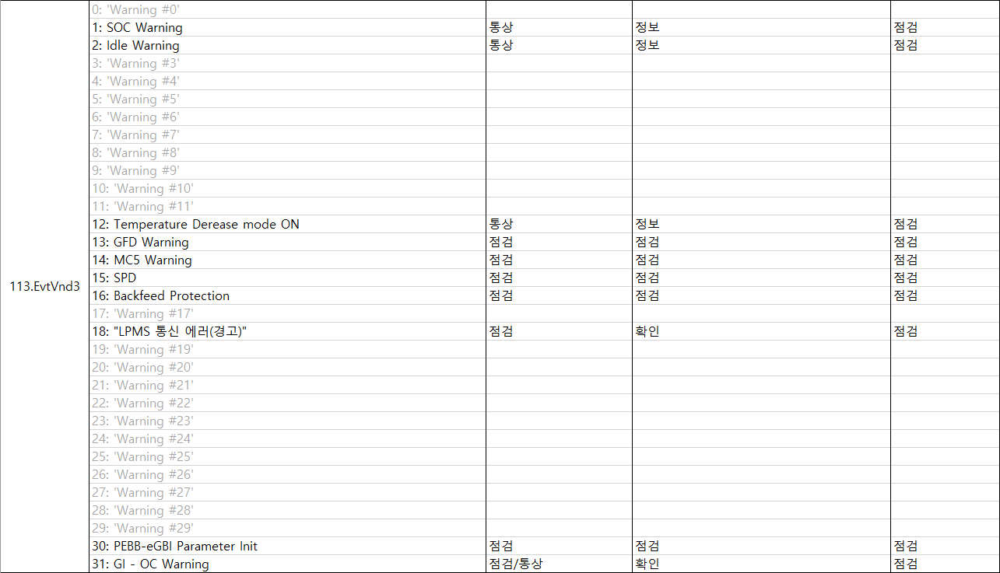 0: 'Warning #0'
1: SOC Warning 통상 정보 점검
2: Idle Warning 통상 정보 점검
3: 'Warning #3'
4: 'Warning #4'
5: 'Warning #5'
6: 'Warning #6'
7: 'Warning #7'
8: 'Warning #8'
9: 'Warning #9'
10: 'Warning #10'
11: 'Warning #11'
12: Temperature Derease mode ON 통상 정보 점검
13: GFD Warning 점검 점검 점검
14: MC5 Warning 점검 점검 점검
15: SPD 점검 점검 점검
113.EvtVnd3
16: Backfeed Protection 점검 점검 점검
17: 'Warning #17'
18: "LPMS 통신 에러(경고)" 점검 확인 점검
19: 'Warning #19'
20: 'Warning #20'
21: 'Warning #21'
22: 'Warning #22'
23: 'Warning #23'
24: 'Warning #24'
25: 'Warning #25'
26: 'Warning #26'
27: 'Warning #27'
28: 'Warning #28'
29: 'Warning #29'
30: PEBB-eGBI Parameter Init 점검 점검 점검
31: GI - OC Warning 점검/통상 확인 점검